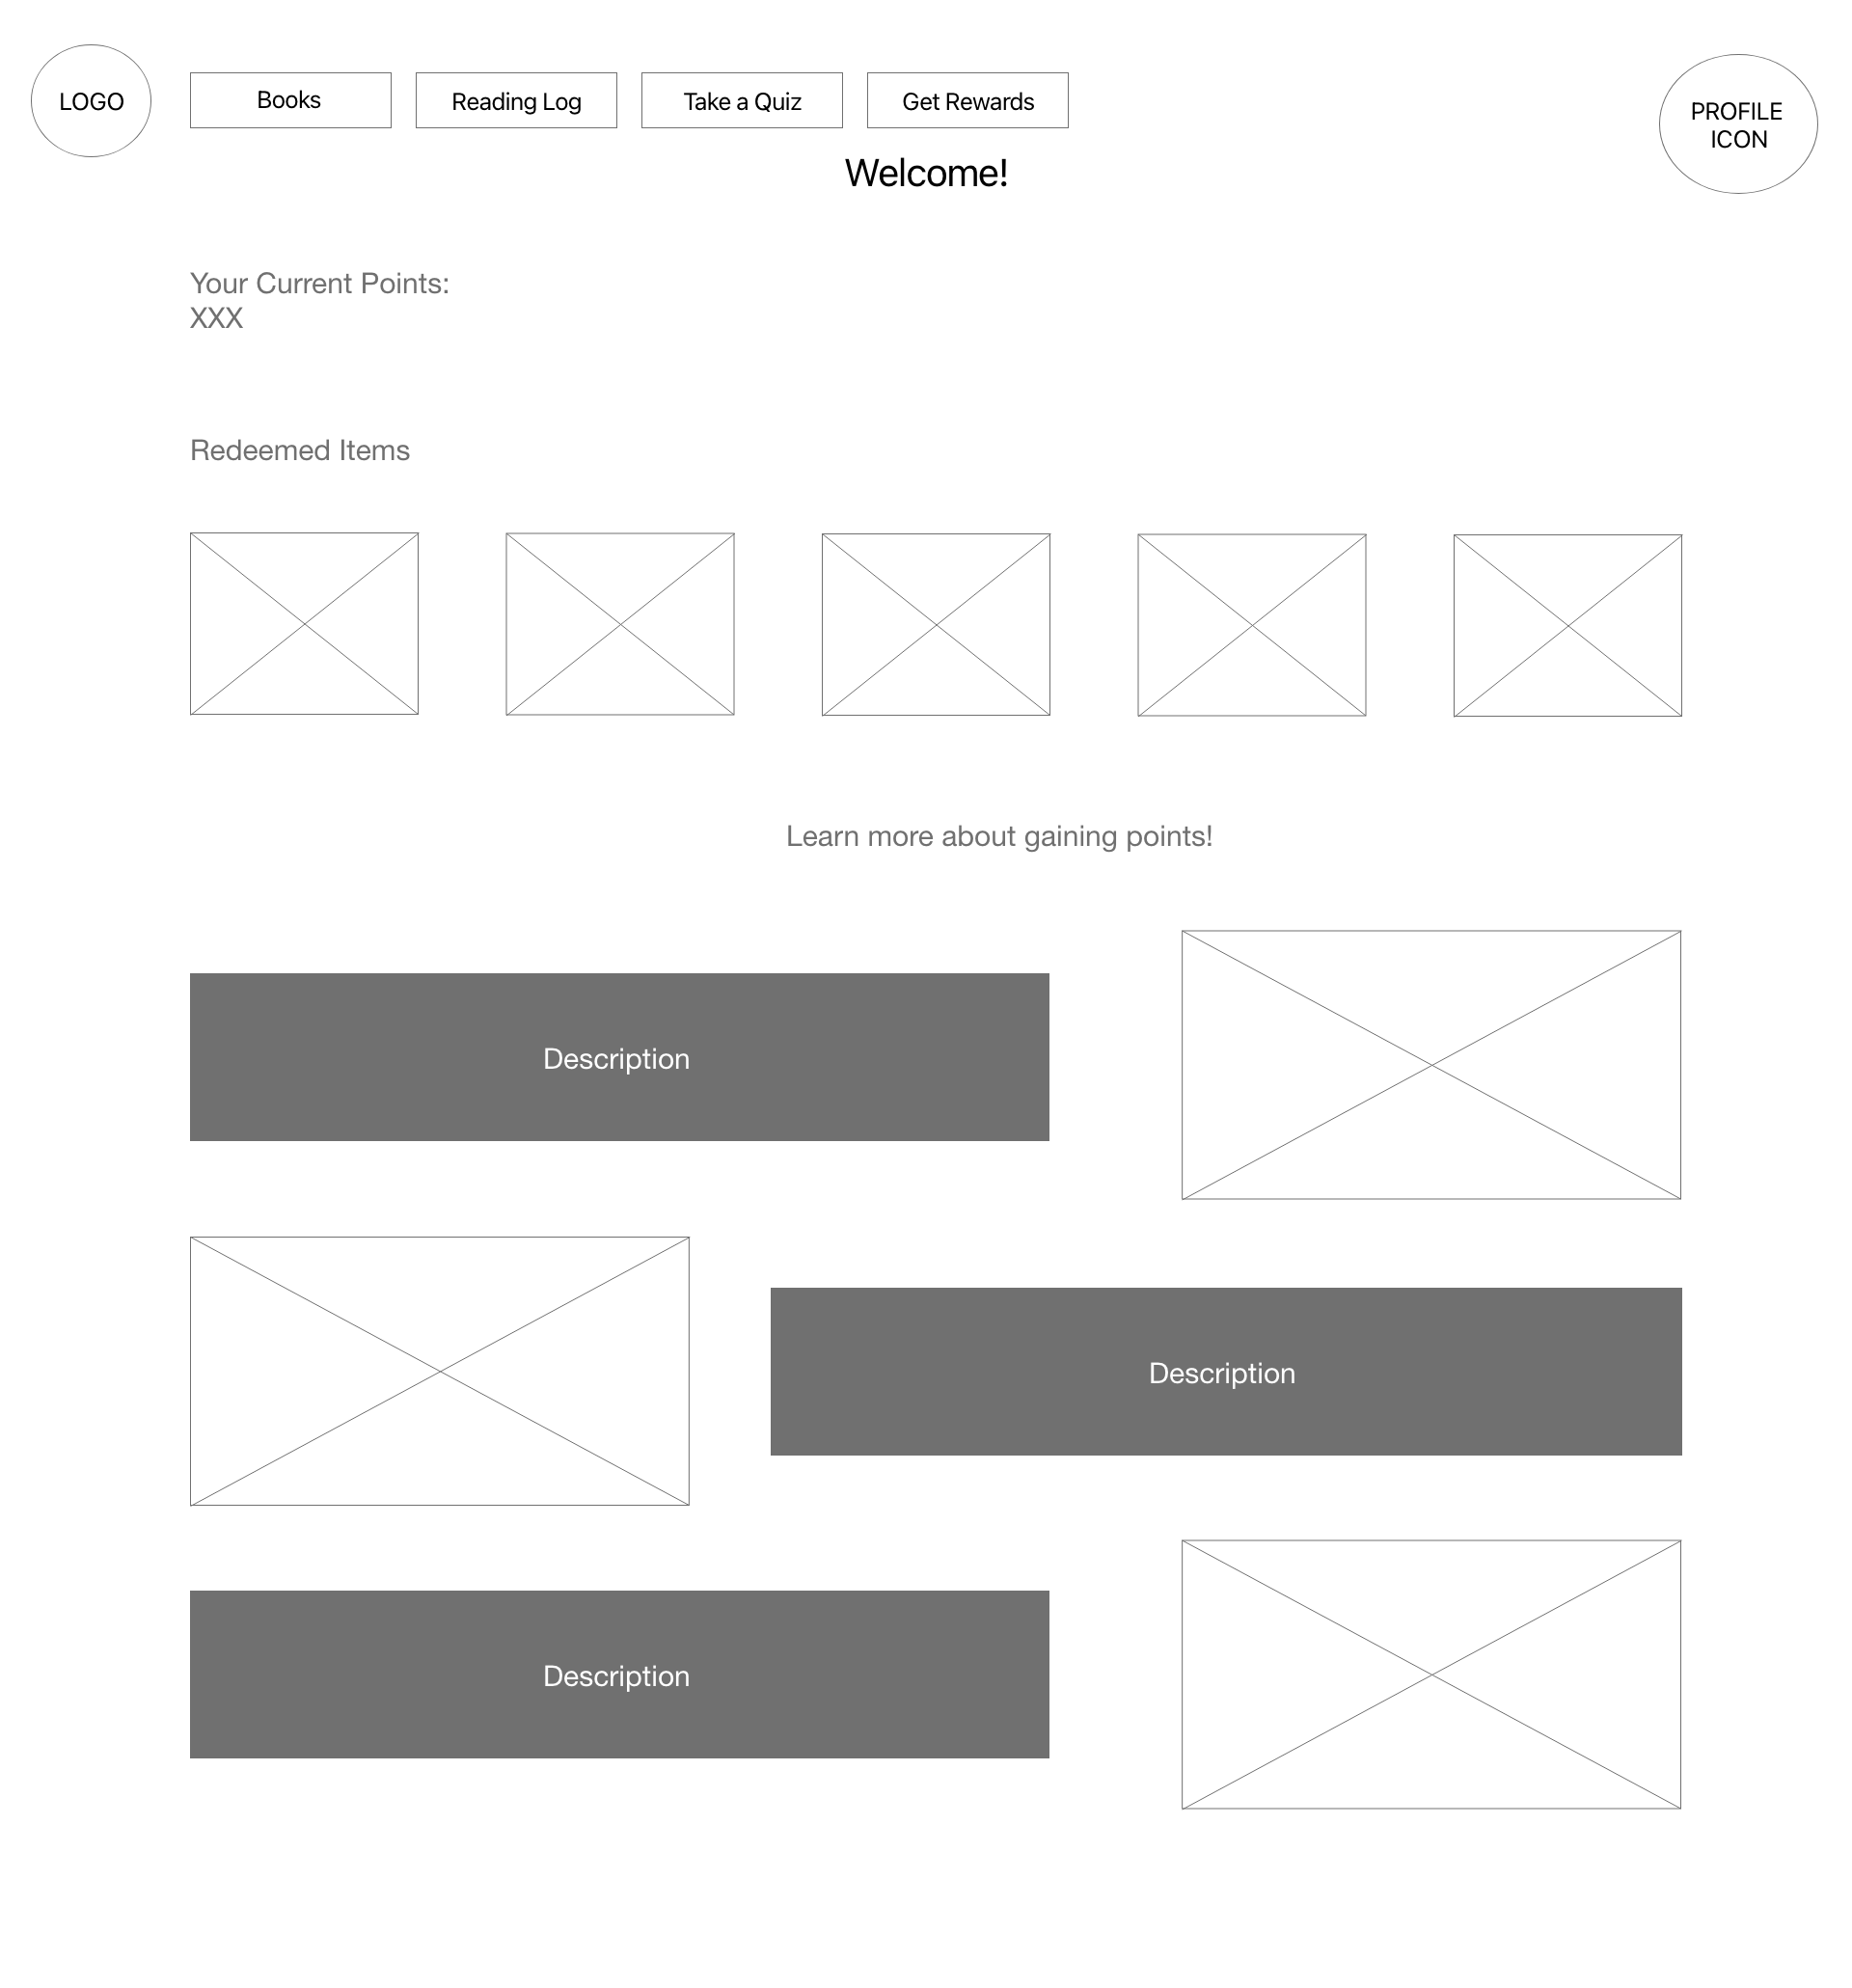 LOGO
Books
Reading Log
Take a Quiz
Get Rewards
PROFILE
ICON
Welcome!
Your Current Points:
XXX
Redeemed Items
Learn more about gaining points!
Description
Description
Description